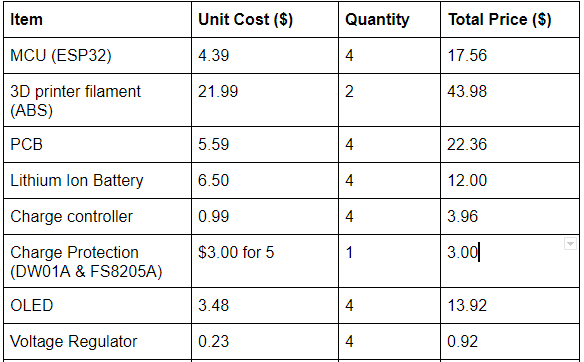 Item Unit Cost ($) Quantity Total Price ($)
MCU (ESP32) 4.39 4 17.56
3D printer filament 21.99 2 43.98
(ABS)
PCB 5.59 4 22.36
Lithium Ion Battery 6.50 4 12.00
Charge controller 0.99 4 3.96
Charge Protection $3.00 for 5 1 3.00
(DW01A & FS8205A)
OLED 3.48 4 13.92
Voltage Regulator 0.23 4 0.92